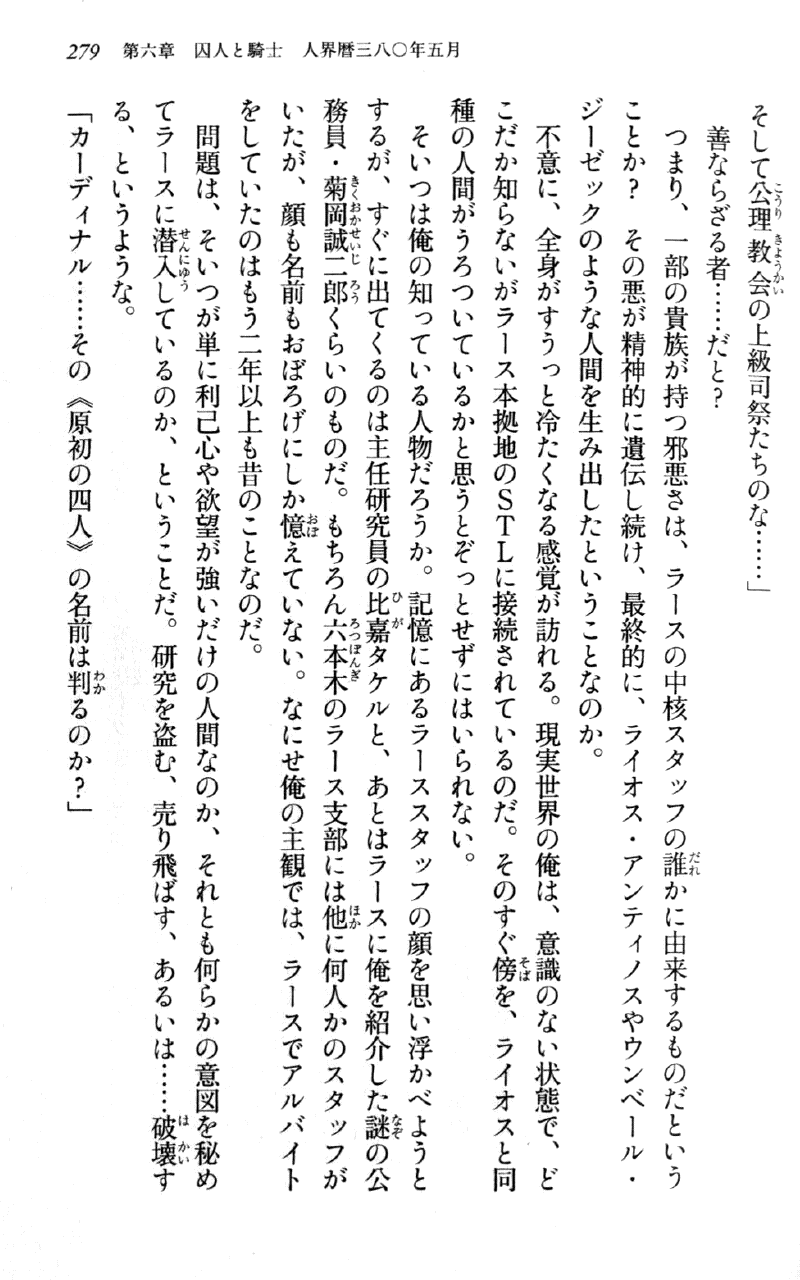 279 第六章　囚人と騎士　人界暦三八〇年五月
そして公理教会の上級司祭たちのな……」
善ならざる者……だと？
つまり、一部の貴族が持つ邪悪さは、ラースの中核スタッフの誰かに由来するものだという
ことか？　その悪が精神的に遺伝し続け、最終的に、ライオス・アンティノスやウンベール・
ジーゼックのような人間を生み出したということなのか。
不意に、全身がすうっと冷たくなる感覚が訪れる。現実世界の俺は、意識のない状態で、ど
こだか知らないがラース本拠地のＳＴＬに接続されているのだ。そのすぐ傍を、ライオスと同
種の人間がうろついているかと思うとぞっとせずにはいられない。
そいつは俺の知っている人物だろうか。記憶にあるラーススタッフの顔を思い浮かべようと
するが、すぐに出てくるのは主任研究員の比嘉タケルと、あとはラースに俺を紹介した謎の公
務員・菊岡誠二郎くらいのものだ。もちろん六本木のラース支部には他に何人かのスタッフが
いたが、顔も名前もおぼろげにしか憶えていない。なにせ俺の主観では、ラースでアルバイト
をしていたのはもう二年以上も昔のことなのだ。
問題は、そいつが単に利己心や欲望が強いだけの人間なのか、それとも何らかの意図を秘め
てラースに潜入しているのか、ということだ。研究を盗む、売り飛ばす、あるいは……破壊す
る、というような。
「カーディナル……その《原初の四人》の名前は判るのか？」